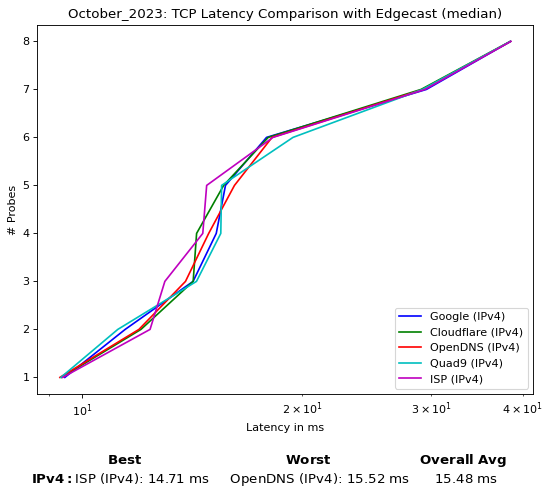 October_2023: TCP Latency Comparison with Edgecast (median)
8
7
6
5
4
3
2
1
# Probes
Google (IPv4)
Cloudflare (IPv4)
OpenDNS (IPv4)
Quad9 (IPv4)
ISP (IPv4)
10¹ 2 × 10¹ 3 × 10¹ 4 × 10¹
Latency in ms
Best Worst Overall Avg
IPv4: ISP (IPv4): 14.71 ms OpenDNS (IPv4): 15.52 ms 15.48 ms